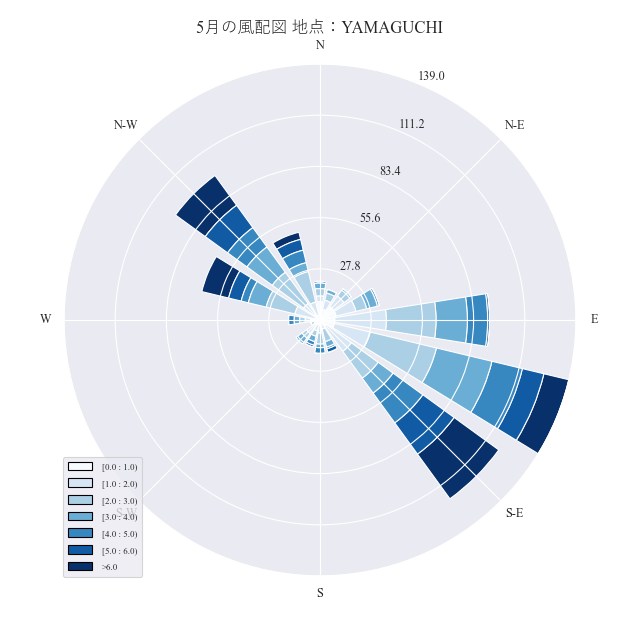 5月の風配図 地点：YAMAGUCHI
N
139.0
N-W
111.2
N-E
83.4
55.6
27.8
W
E
[0.0 : 1.0)
[1.0 : 2.0)
[2.0 : 3.0)
[3.0 : 4.0)
[4.0 : 5.0)
[5.0 : 6.0)
>6.0
S-W
S-E
S